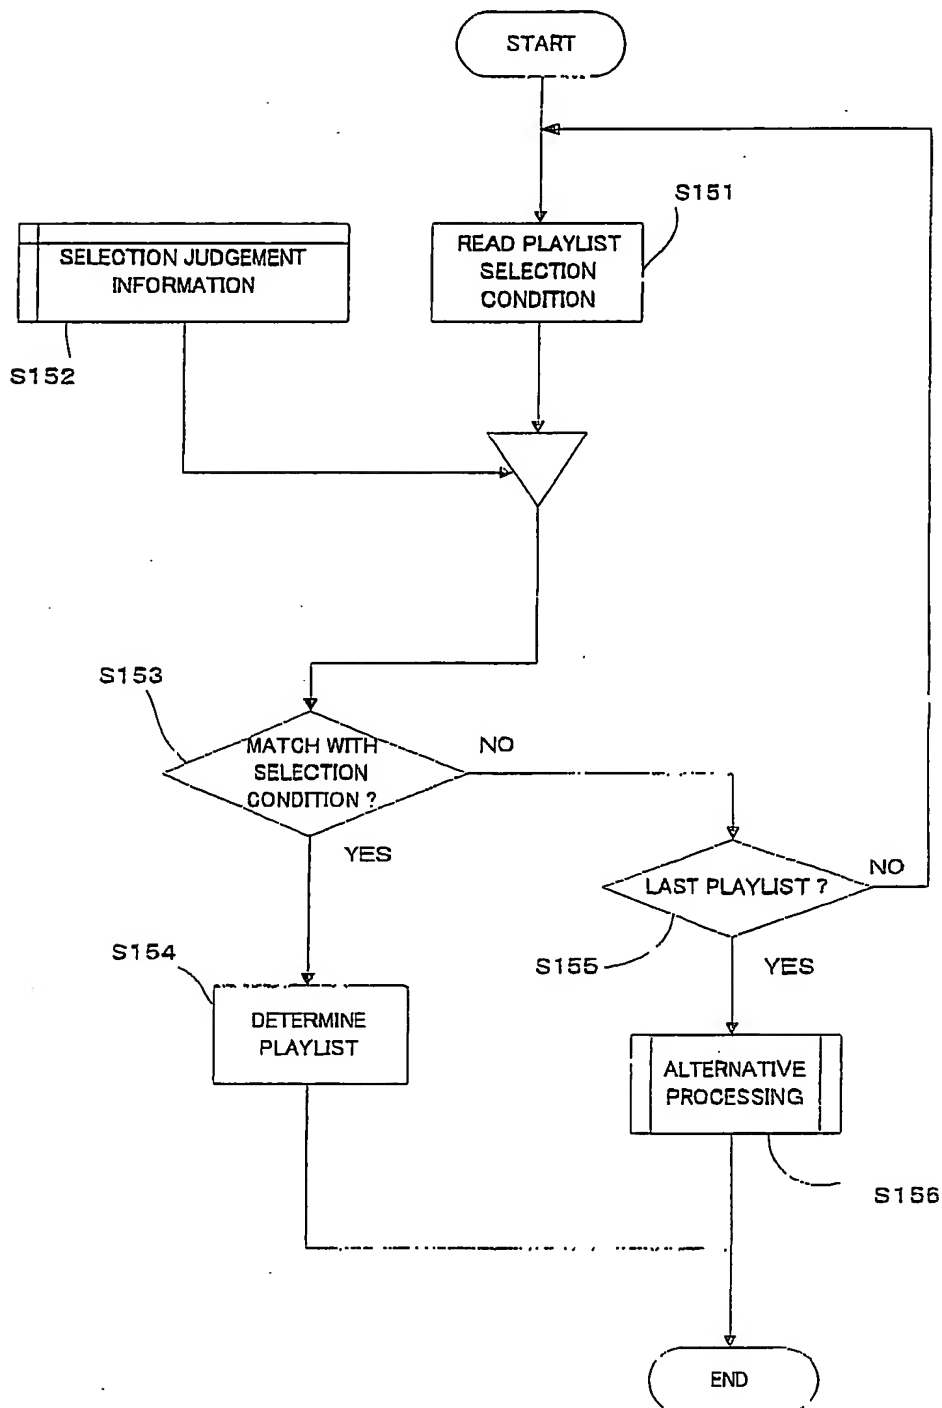 START
S151
READ PLAYLIST
SELECTION
CONDITION
SELECTION JUDGEMENT
INFORMATION
S152
S153
MATCH WITH
SELECTION
CONDITION ?
NO
YES
LAST PLAYLIST ?
NO
S155
YES
S154
DETERMINE
PLAYLIST
ALTERNATIVE
PROCESSING
S156
END